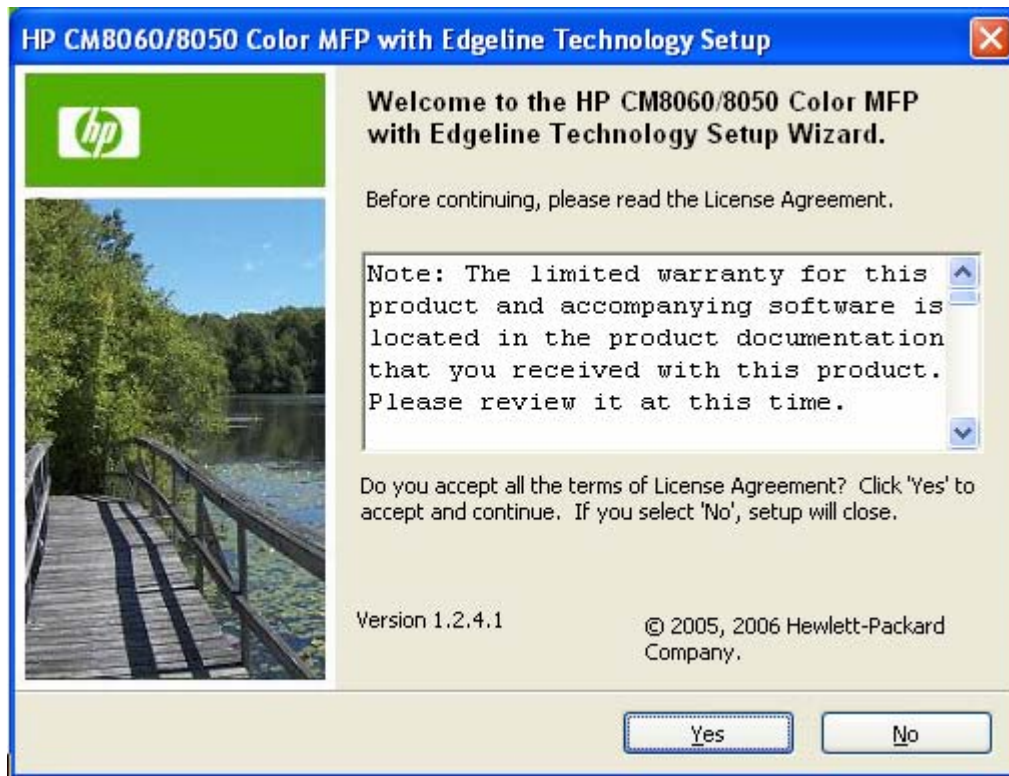 HP CM8060/8050 Color MFP with Edgeline Technology Setup
hp
Welcome to the HP CM8060/8050 Color MFP
with Edgeline Technology Setup Wizard.
Before continuing, please read the License Agreement.
Note: The limited warranty for this
product and accompanying software is
located in the product documentation
that you received with this product.
Please review it at this time.
Do you accept all the terms of License Agreement? Click 'Yes' to
accept and continue. If you select 'No', setup will close.
Version 1.2.4.1
© 2005, 2006 Hewlett-Packard
Company.
Yes
No